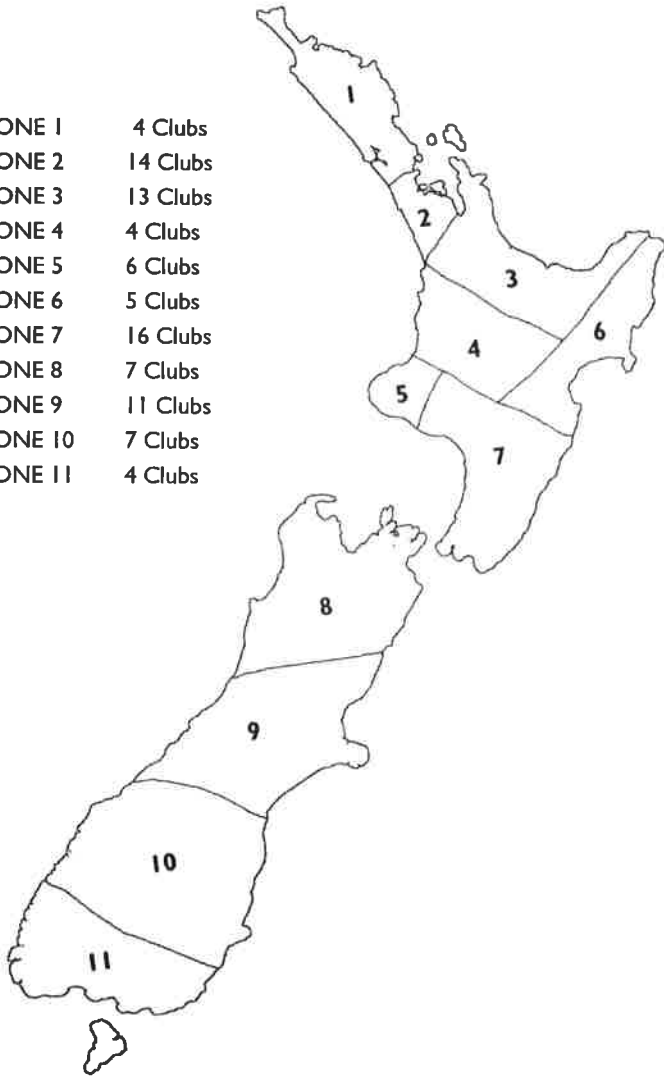 ONE 1 4 Clubs
ONE 2 14 Clubs
ONE 3 13 Clubs
ONE 4 4 Clubs
ONE 5 6 Clubs
ONE 6 5 Clubs
ONE 7 16 Clubs
ONE 8 7 Clubs
ONE 9 11 Clubs
ONE 10 7 Clubs
ONE 11 4 Clubs
1
2
3
6
4
5
7
8
9
10
11